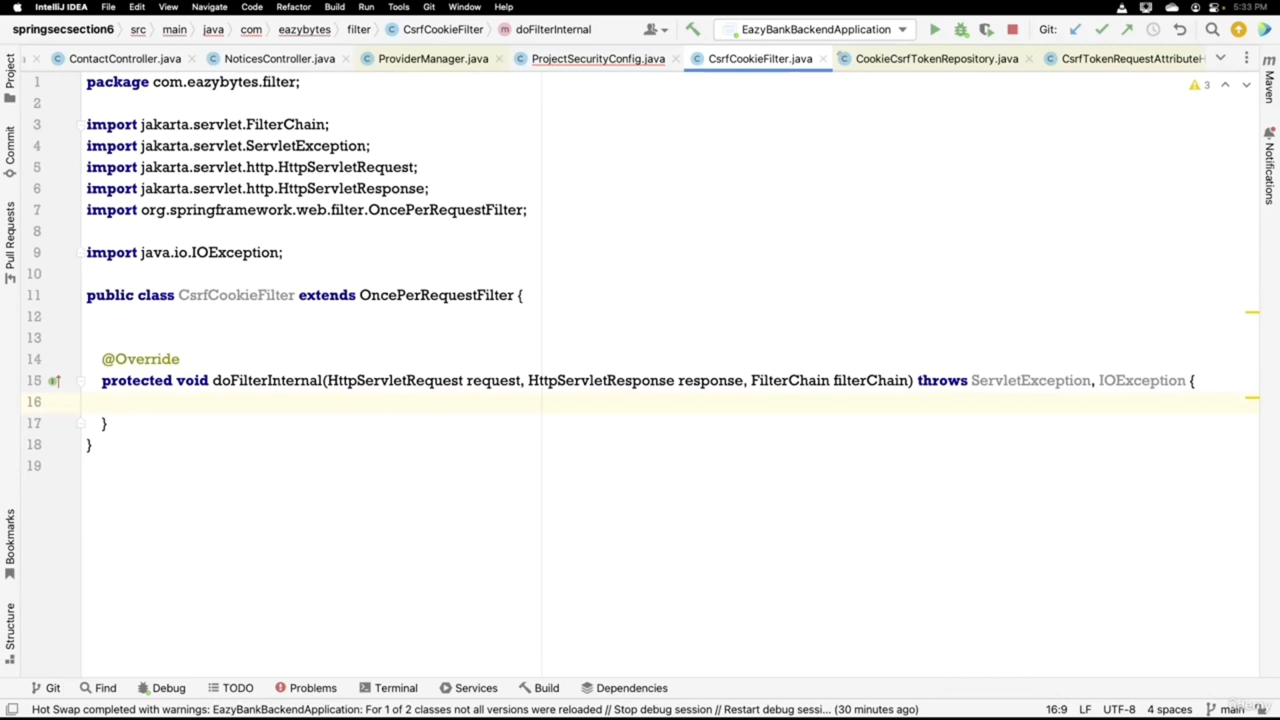 IntelliJ IDEA File Edit View Navigate Code Refactor Build Run Tools Git Window Help 5:33 PM
springsecsection6 src main java com eazybytes filter CsrfCookieFilter doFilterInternal EazyBankBackendApplication Git:
ContactController.java NoticesController.java ProviderManager.java ProjectSecurityConfig.java CsrfCookieFilter.java CookieCsrfTokenRepository.java CsrfTokenRequestAttributeH
Project
Commit
Pull Requests
Bookmarks
Structure
1 package com.eazybytes.filter;
2
3 import jakarta.servlet.FilterChain;
4 import jakarta.servlet.ServletException;
5 import jakarta.servlet.http.HttpServletRequest;
6 import jakarta.servlet.http.HttpServletResponse;
7 import org.springframework.web.filter.OncePerRequestFilter;
8
9 import java.io.IOException;
10
11 public class CsrfCookieFilter extends OncePerRequestFilter {
12
13
14 @Override
15 protected void doFilterInternal(HttpServletRequest request, HttpServletResponse response, FilterChain filterChain) throws ServletException, IOException {
16
17 }
18 }
19
3
m
Maven
Notifications
Git Find Debug TODO Problems Terminal Services Build Dependencies
Hot Swap completed with warnings: EazyBankBackendApplication: For 1 of 2 classes not all versions were reloaded // Stop debug session // Restart debug sessi... (30 minutes ago) 16:9 LF UTF-8 4 spaces main